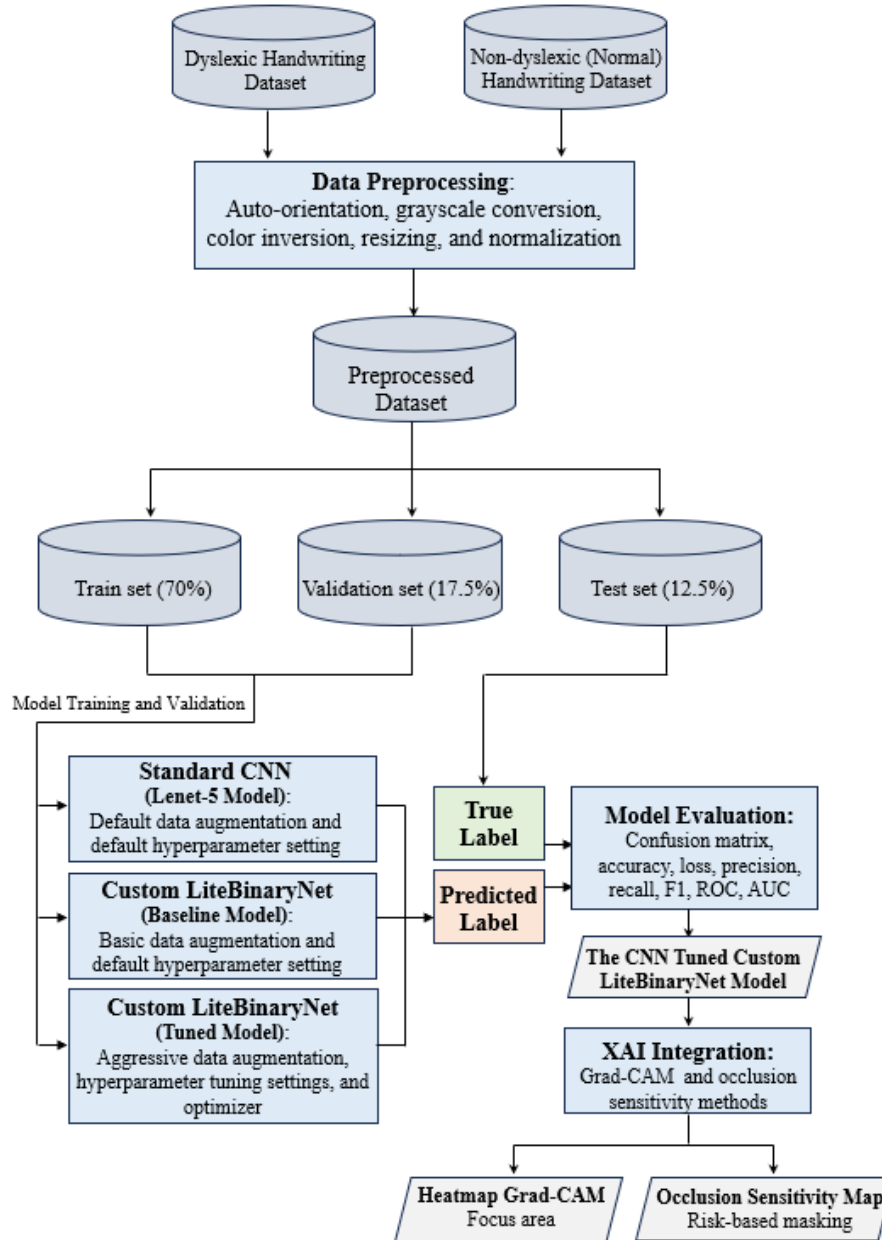 Dyslexic Handwriting
Dataset
Non-dyslexic (Normal)
Handwriting Dataset
Data Preprocessing:
Auto-orientation, grayscale conversion,
color inversion, resizing, and normalization
Preprocessed
Dataset
Train set (70%)
Validation set (17.5%)
Test set (12.5%)
Model Training and Validation
Standard CNN
(Lenet-5 Model):
Default data augmentation and
default hyperparameter setting
Custom LiteBinaryNet
(Baseline Model):
Basic data augmentation and
default hyperparameter setting
Custom LiteBinaryNet
(Tuned Model):
Aggressive data augmentation,
hyperparameter tuning settings, and
optimizer
True
Label
Predicted
Label
Model Evaluation:
Confusion matrix,
accuracy, loss, precision,
recall, F1, ROC, AUC
The CNN Tuned Custom
LiteBinaryNet Model
XAI Integration:
Grad-CAM and occlusion
sensitivity methods
Heatmap Grad-CAM
Focus area
Occlusion Sensitivity Map
Risk-based masking